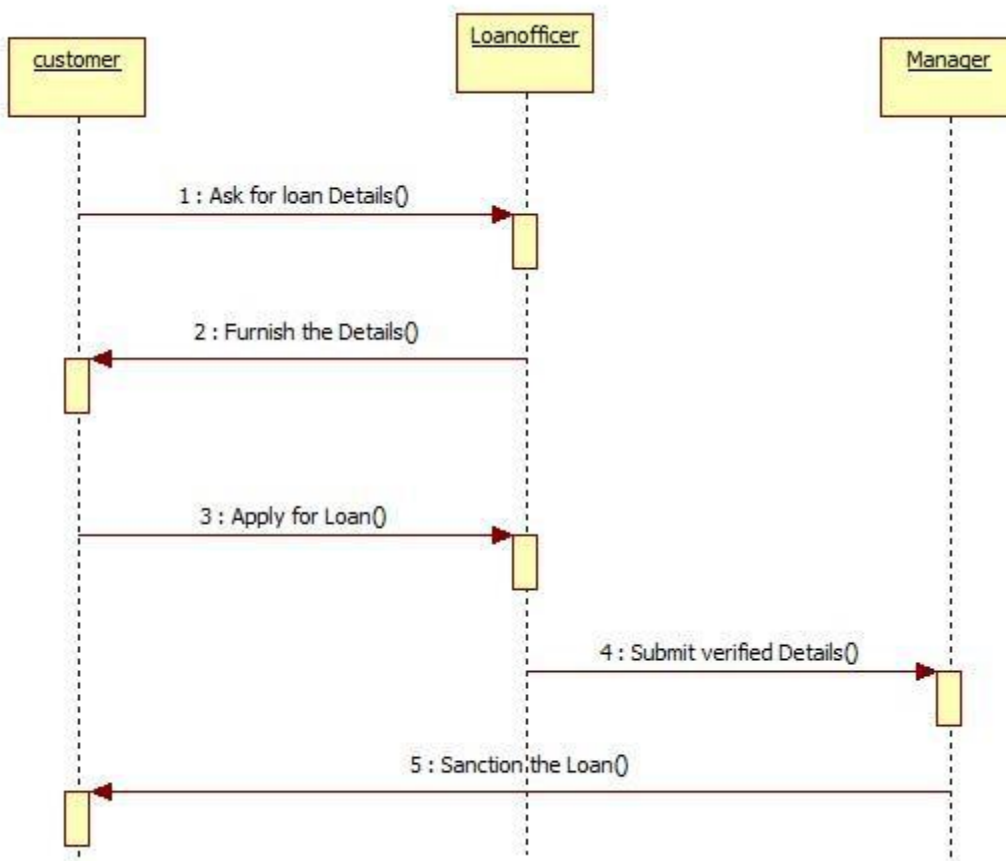 customer
Loanofficer
Manager
1 : Ask for loan Details()
2 : Furnish the Details()
3 : Apply for Loan()
4 : Submit verified Details()
5 : Sanction the Loan()